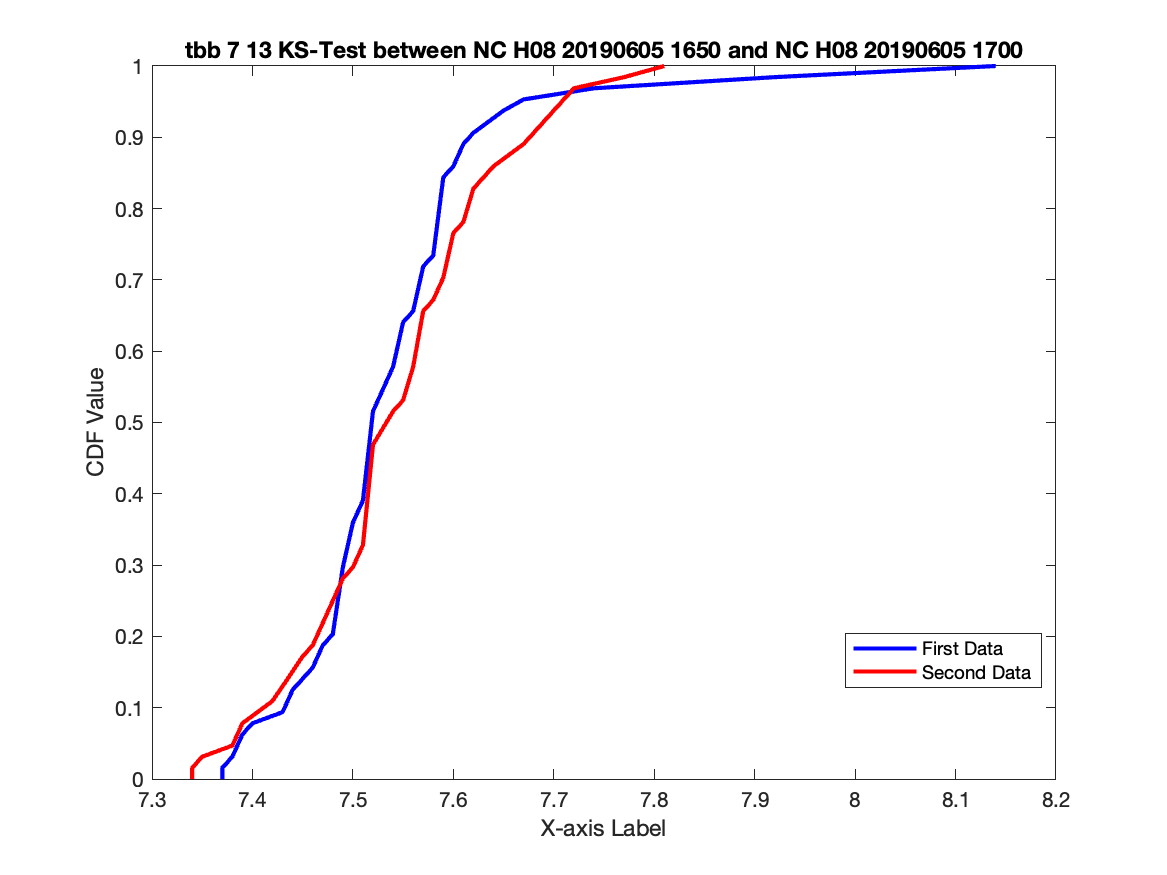 tbb 7 13 KS-Test between NC H08 20190605 1650 and NC H08 20190605 1700
1
0.9
0.8
0.7
0.6
0.5
0.4
0.3
0.2
0.1
0
CDF Value
First Data
Second Data
7.3 7.4 7.5 7.6 7.7 7.8 7.9 8 8.1 8.2
X-axis Label